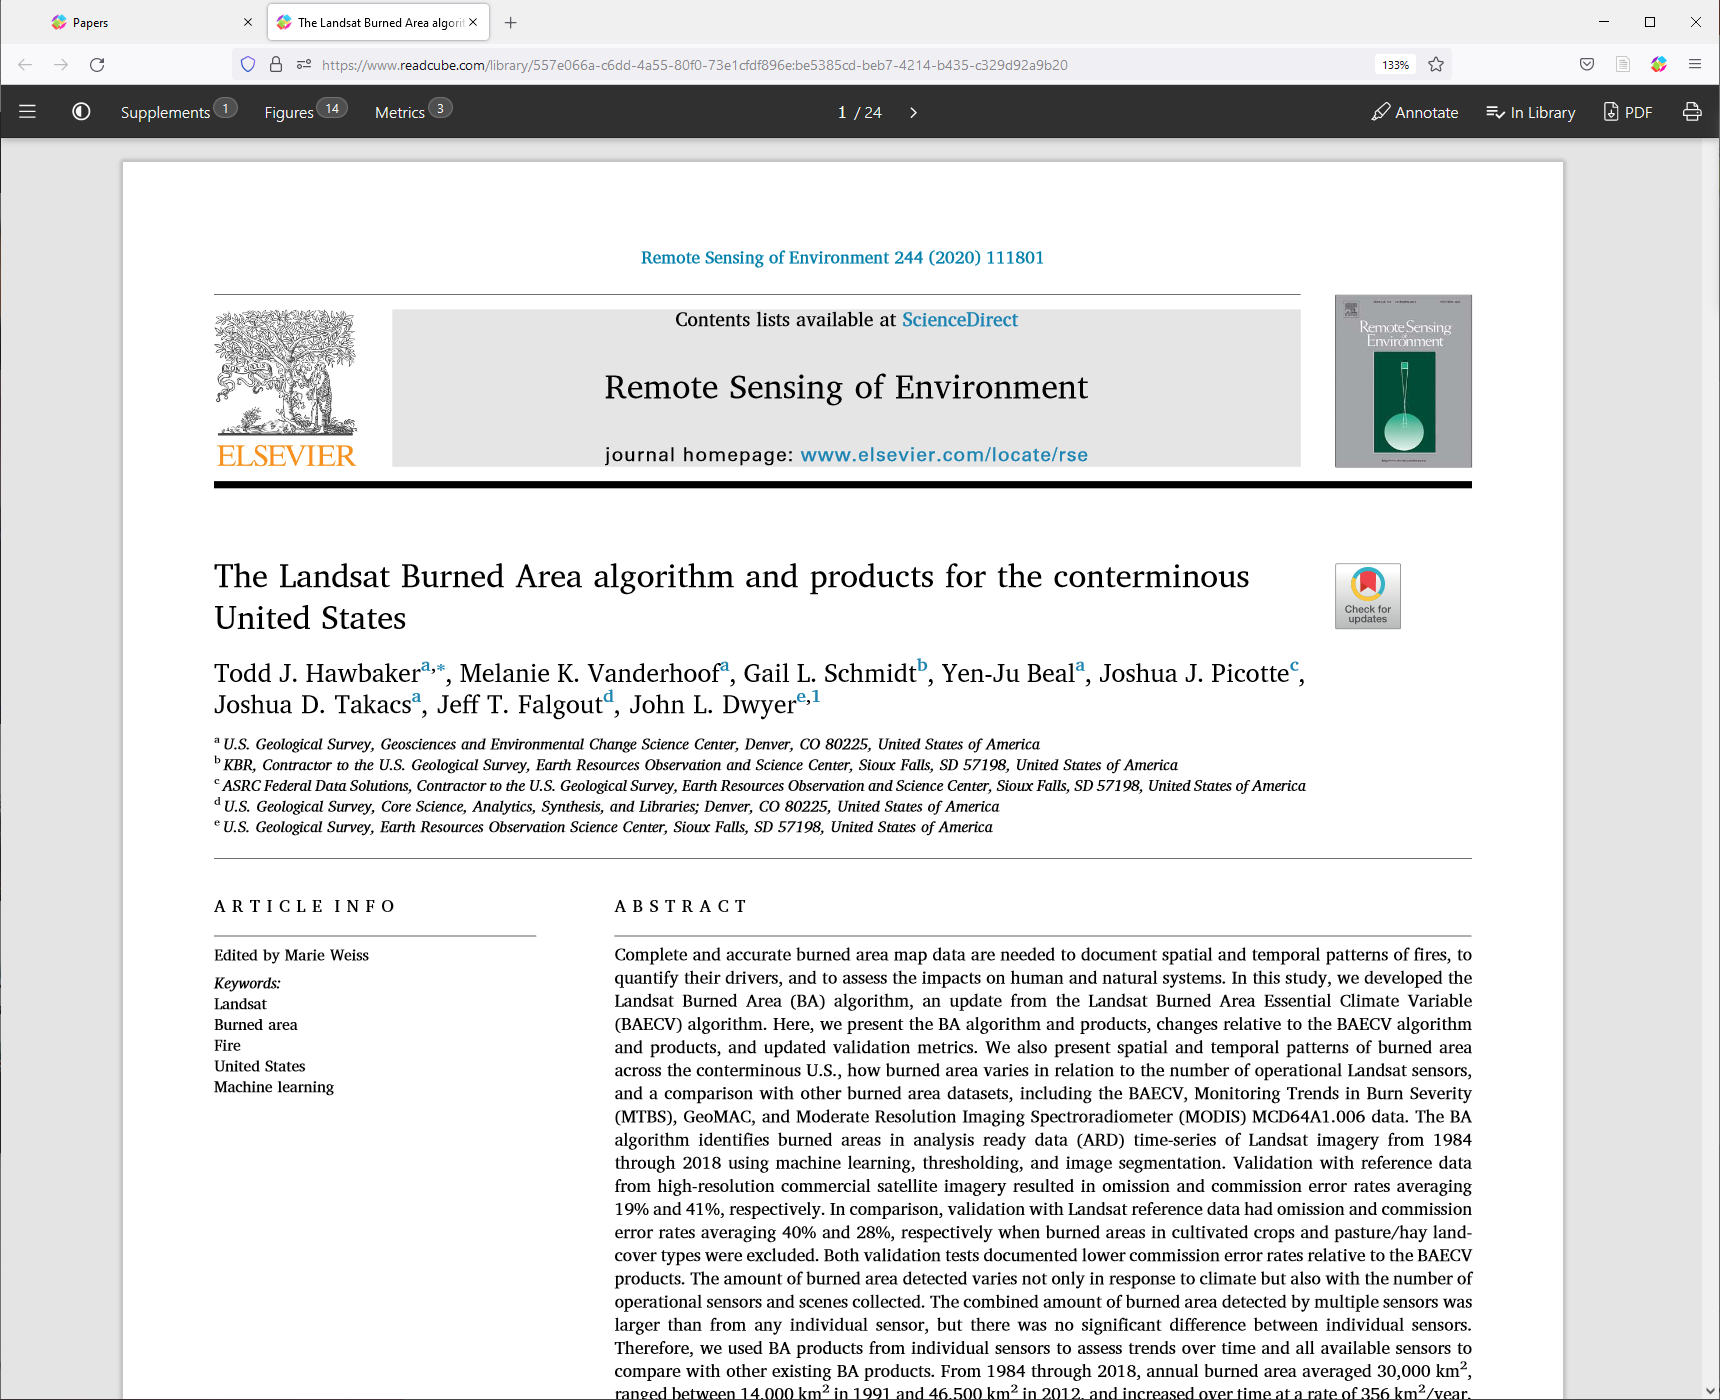 Papers
The Landsat Burned Area algorit
https://www.readcube.com/library/557e066a-c6dd-4a55-80f0-73e1cfdf896e:be5385cd-beb7-4214-b435-c329d92a9b20
133%
Supplements 1
Figures 14
Metrics 3
1 / 24
Annotate
In Library
PDF
Remote Sensing of Environment 244 (2020) 111801
Contents lists available at ScienceDirect
Remote Sensing of Environment
journal homepage: www.elsevier.com/locate/rse
ELSEVIER
Remote Sensing
Environment
The Landsat Burned Area algorithm and products for the conterminous
United States
Check for
updates
Todd J. Hawbaker a,*, Melanie K. Vanderhoof a, Gail L. Schmidt b, Yen-Ju Beal a, Joshua J. Picotte c,
Joshua D. Takacs a, Jeff T. Falgout d, John L. Dwyer e,1
a U.S. Geological Survey, Geosciences and Environmental Change Science Center, Denver, CO 80225, United States of America
b KBR, Contractor to the U.S. Geological Survey, Earth Resources Observation and Science Center, Sioux Falls, SD 57198, United States of America
c ASRC Federal Data Solutions, Contractor to the U.S. Geological Survey, Earth Resources Observation and Science Center, Sioux Falls, SD 57198, United States of America
d U.S. Geological Survey, Core Science, Analytics, Synthesis, and Libraries; Denver, CO 80225, United States of America
e U.S. Geological Survey, Earth Resources Observation Science Center, Sioux Falls, SD 57198, United States of America
ARTICLE INFO
Edited by Marie Weiss
Keywords:
Landsat
Burned area
Fire
United States
Machine learning
ABSTRACT
Complete and accurate burned area map data are needed to document spatial and temporal patterns of fires, to
quantify their drivers, and to assess the impacts on human and natural systems. In this study, we developed the
Landsat Burned Area (BA) algorithm, an update from the Landsat Burned Area Essential Climate Variable
(BAECV) algorithm. Here, we present the BA algorithm and products, changes relative to the BAECV algorithm
and products, and updated validation metrics. We also present spatial and temporal patterns of burned area
across the conterminous U.S., how burned area varies in relation to the number of operational Landsat sensors,
and a comparison with other burned area datasets, including the BAECV, Monitoring Trends in Burn Severity
(MTBS), GeoMAC, and Moderate Resolution Imaging Spectroradiometer (MODIS) MCD64A1.006 data. The BA
algorithm identifies burned areas in analysis ready data (ARD) time-series of Landsat imagery from 1984
through 2018 using machine learning, thresholding, and image segmentation. Validation with reference data
from high-resolution commercial satellite imagery resulted in omission and commission error rates averaging
19% and 41%, respectively. In comparison, validation with Landsat reference data had omission and commission
error rates averaging 40% and 28%, respectively when burned areas in cultivated crops and pasture/hay land-
cover types were excluded. Both validation tests documented lower commission error rates relative to the BAECV
products. The amount of burned area detected varies not only in response to climate but also with the number of
operational sensors and scenes collected. The combined amount of burned area detected by multiple sensors was
larger than from any individual sensor, but there was no significant difference between individual sensors.
Therefore, we used BA products from individual sensors to assess trends over time and all available sensors to
compare with other existing BA products. From 1984 through 2018, annual burned area averaged 30,000 km²,
ranged between 14,000 km² in 1991 and 46,500 km² in 2012, and increased over time at a rate of 356 km²/year.